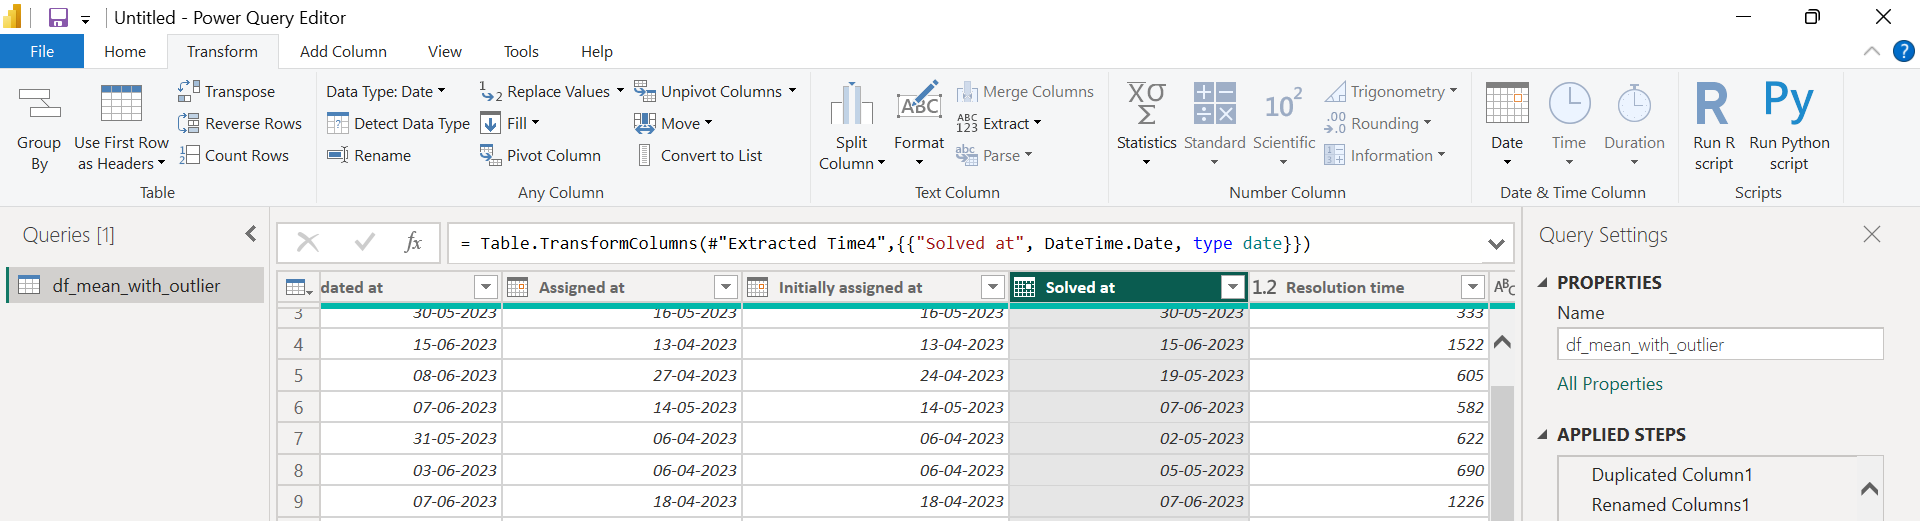 Untitled - Power Query Editor
File Home Transform Add Column View Tools Help
Group By
Use First Row as Headers
Transpose
Reverse Rows
Count Rows
Table
Data Type: Date
Detect Data Type
Rename
Replace Values
Fill
Pivot Column
Unpivot Columns
Move
Convert to List
Any Column
Split Column
Format
Merge Columns
Extract
Parse
Text Column
Statistics
Standard
Scientific
Trigonometry
Rounding
Information
Number Column
Date
Time
Duration
Date & Time Column
Run R script
Run Python script
Scripts
Queries [1]
df_mean_with_outlier
fx
= Table.TransformColumns(#"Extracted Time4",{{"Solved at", DateTime.Date, type date}})
dated at Assigned at Initially assigned at Solved at 1.2 Resolution time ABC
3 30-05-2023 16-05-2023 16-05-2023 30-05-2023 333
4 15-06-2023 13-04-2023 13-04-2023 15-06-2023 1522
5 08-06-2023 27-04-2023 24-04-2023 19-05-2023 605
6 07-06-2023 14-05-2023 14-05-2023 07-06-2023 582
7 31-05-2023 06-04-2023 06-04-2023 02-05-2023 622
8 03-06-2023 06-04-2023 06-04-2023 05-05-2023 690
9 07-06-2023 18-04-2023 18-04-2023 07-06-2023 1226
Query Settings
PROPERTIES
Name
df_mean_with_outlier
All Properties
APPLIED STEPS
Duplicated Column1
Renamed Columns1